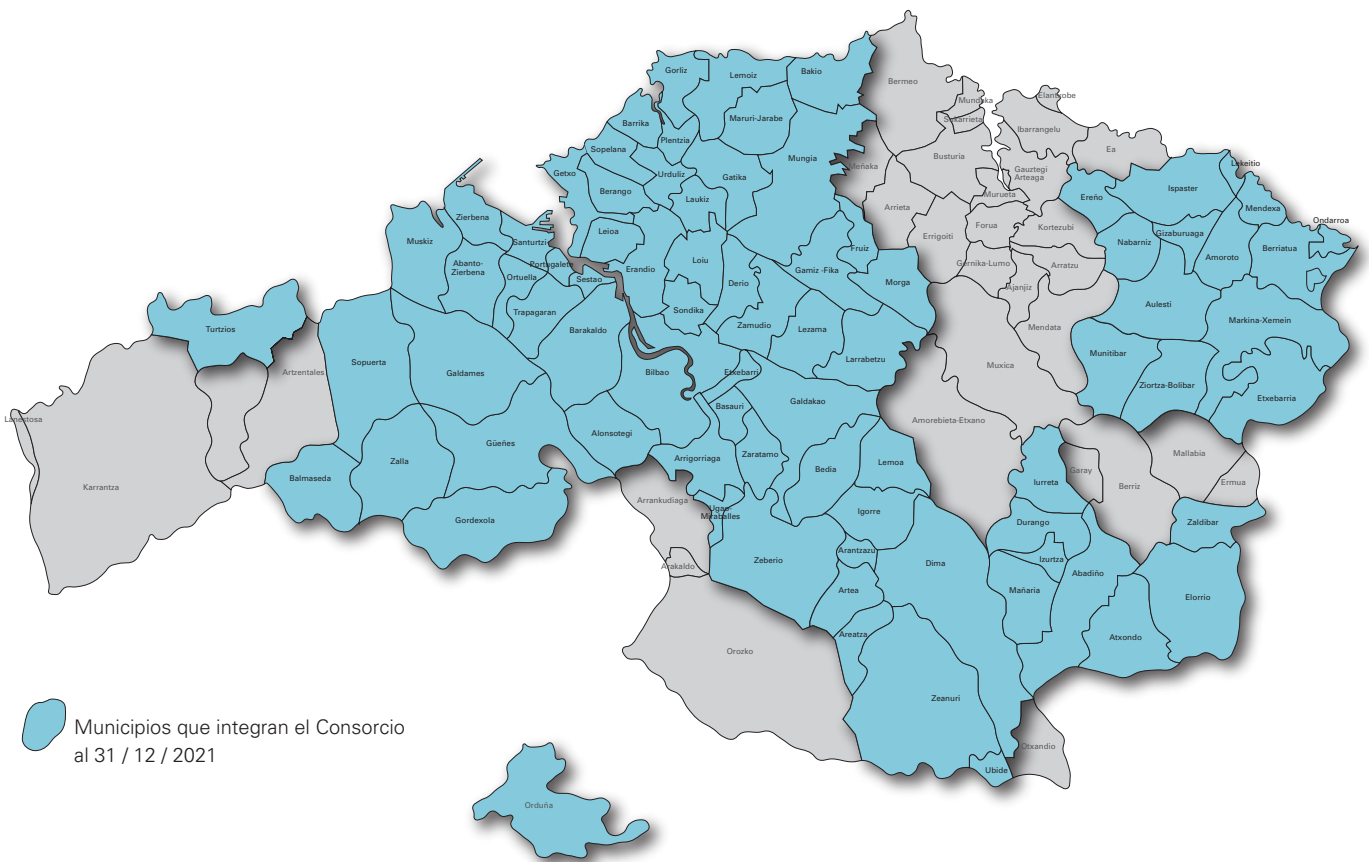 Gorliz
Lemoiz
Bakio
Bermeo
Mundaka
Sukarrieta
Elantxobe
Ibarrangelu
Ea
Barrika
Plentzia
Maruri-Jarabe
Sopelana
Urduliz
Gatika
Mungia
Meñaka
Busturia
Gauztegi
Arteaga
Lekeitio
Ispaster
Getxo
Berango
Laukiz
Arrieta
Murueta
Ereño
Mendexa
Zierbena
Ondarroa
Muskiz
Santurtzi
Leioa
Loiu
Fruiz
Errigoiti
Forua
Kortezubi
Nabarniz
Gizaburuaga
Amoroto
Berriatua
Abanto-
Zierbena
Portugalete
Ortuella
Sestao
Erandio
Derio
Gamiz -Fika
Morga
Gernika-Lumo
Arratzu
Ajanjiz
Aulesti
Trapagaran
Sondika
Zamudio
Lezama
Mendata
Markina-Xemein
Turtzios
Barakaldo
Larrabetzu
Munitibar
Sopuerta
Galdames
Bilbao
Etxebarri
Muxica
Ziortza-Bolibar
Artzentales
Basauri
Galdakao
Etxebarria
Lanestosa
Amorebieta-Etxano
Karrantza
Balmaseda
Zalla
Güeñes
Alonsotegi
Arrigorriaga
Zaratamo
Bedia
Lemoa
Iurreta
Garay
Berriz
Mallabia
Ermua
Gordexola
Arrankudiaga
Ugao-
Miraballes
Igorre
Durango
Zaldibar
Arakaldo
Zeberio
Arantzazu
Dima
Izurtza
Abadiño
Artea
Mañaria
Elorrio
Areatza
Atxondo
Orozko
Zeanuri
Otxandio
Ubide
Municipios que integran el Consorcio
al 31 / 12 / 2021
Orduña